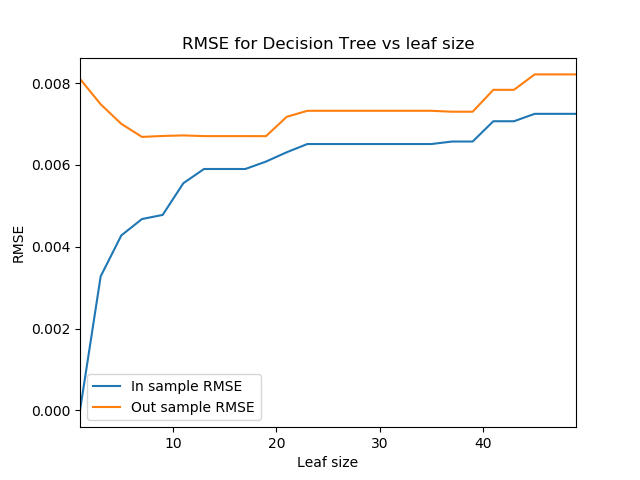 RMSE for Decision Tree vs leaf size
0.008
0.006
0.004
0.002
0.000
RMSE
In sample RMSE
Out sample RMSE
10 20 30 40
Leaf size